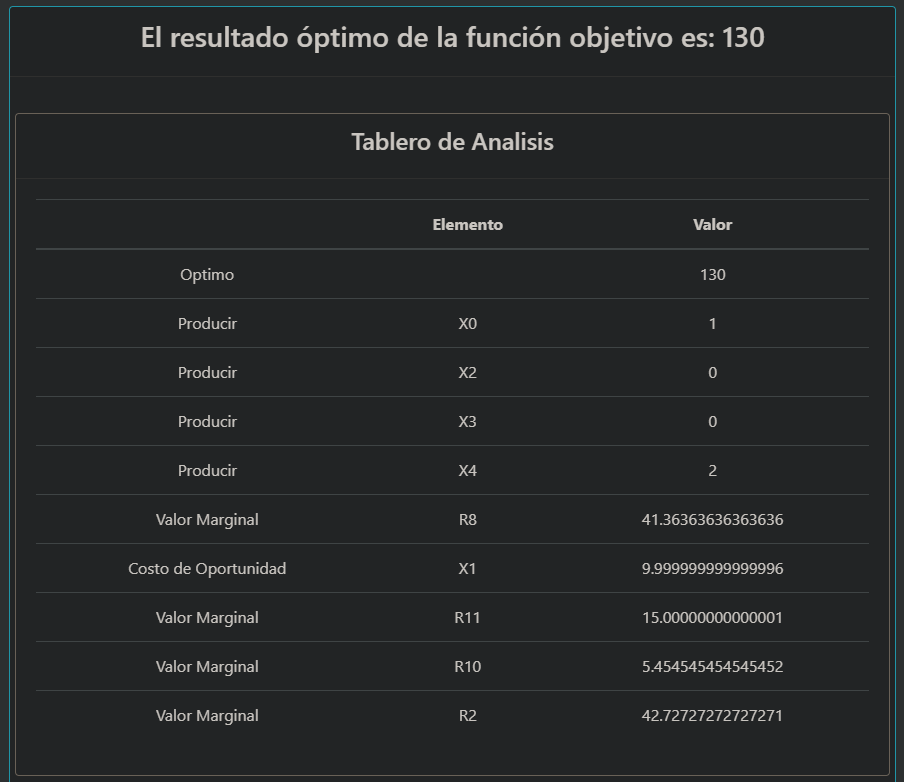 El resultado óptimo de la función objetivo es: 130
Tablero de Analisis
Elemento Valor
Optimo 130
Producir X0 1
Producir X2 0
Producir X3 0
Producir X4 2
Valor Marginal R8 41.36363636363636
Costo de Oportunidad X1 9.999999999999996
Valor Marginal R11 15.00000000000001
Valor Marginal R10 5.454545454545452
Valor Marginal R2 42.72727272727271